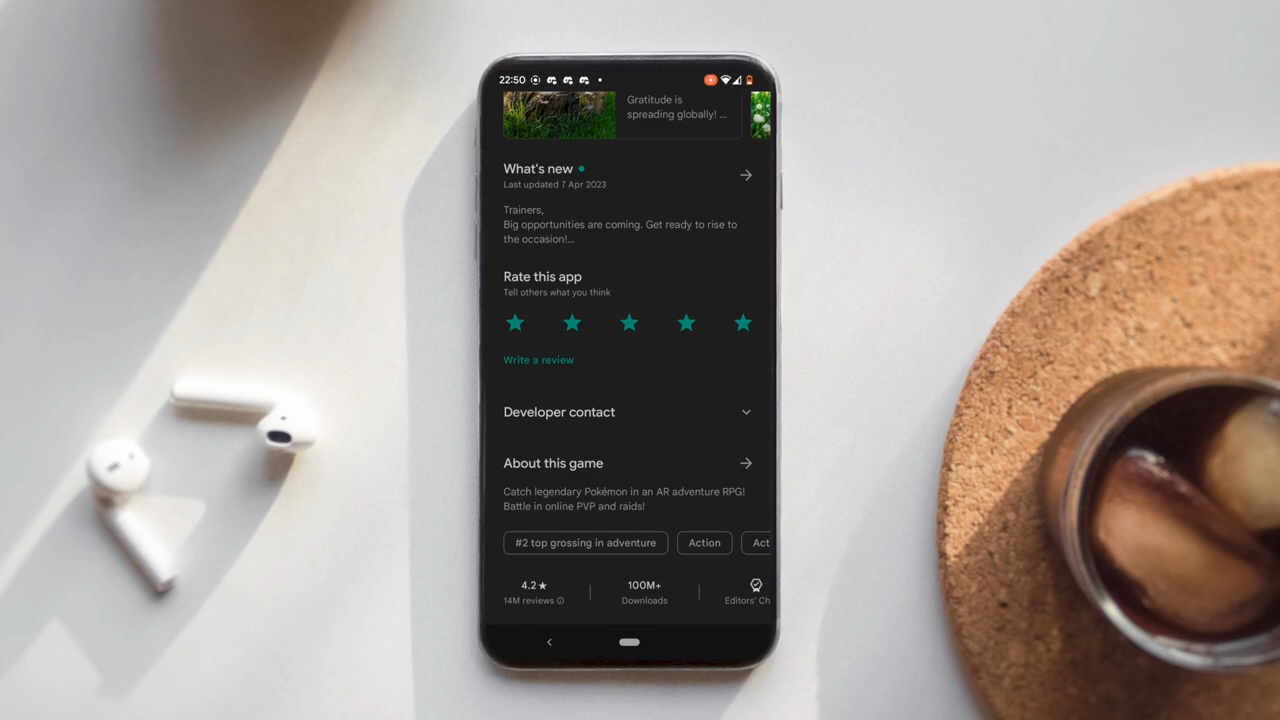 22:50
Gratitude is
spreading globally! ...
What's new
Last updated 7 Apr 2023
Trainers,
Big opportunities are coming. Get ready to rise to
the occasion!...
Rate this app
Tell others what you think
Write a review
Developer contact
About this game
Catch legendary Pokémon in an AR adventure RPG!
Battle in online PVP and raids!
#2 top grossing in adventure Action Act
4.2★ 100M+
14M reviews Downloads Editors' Ch